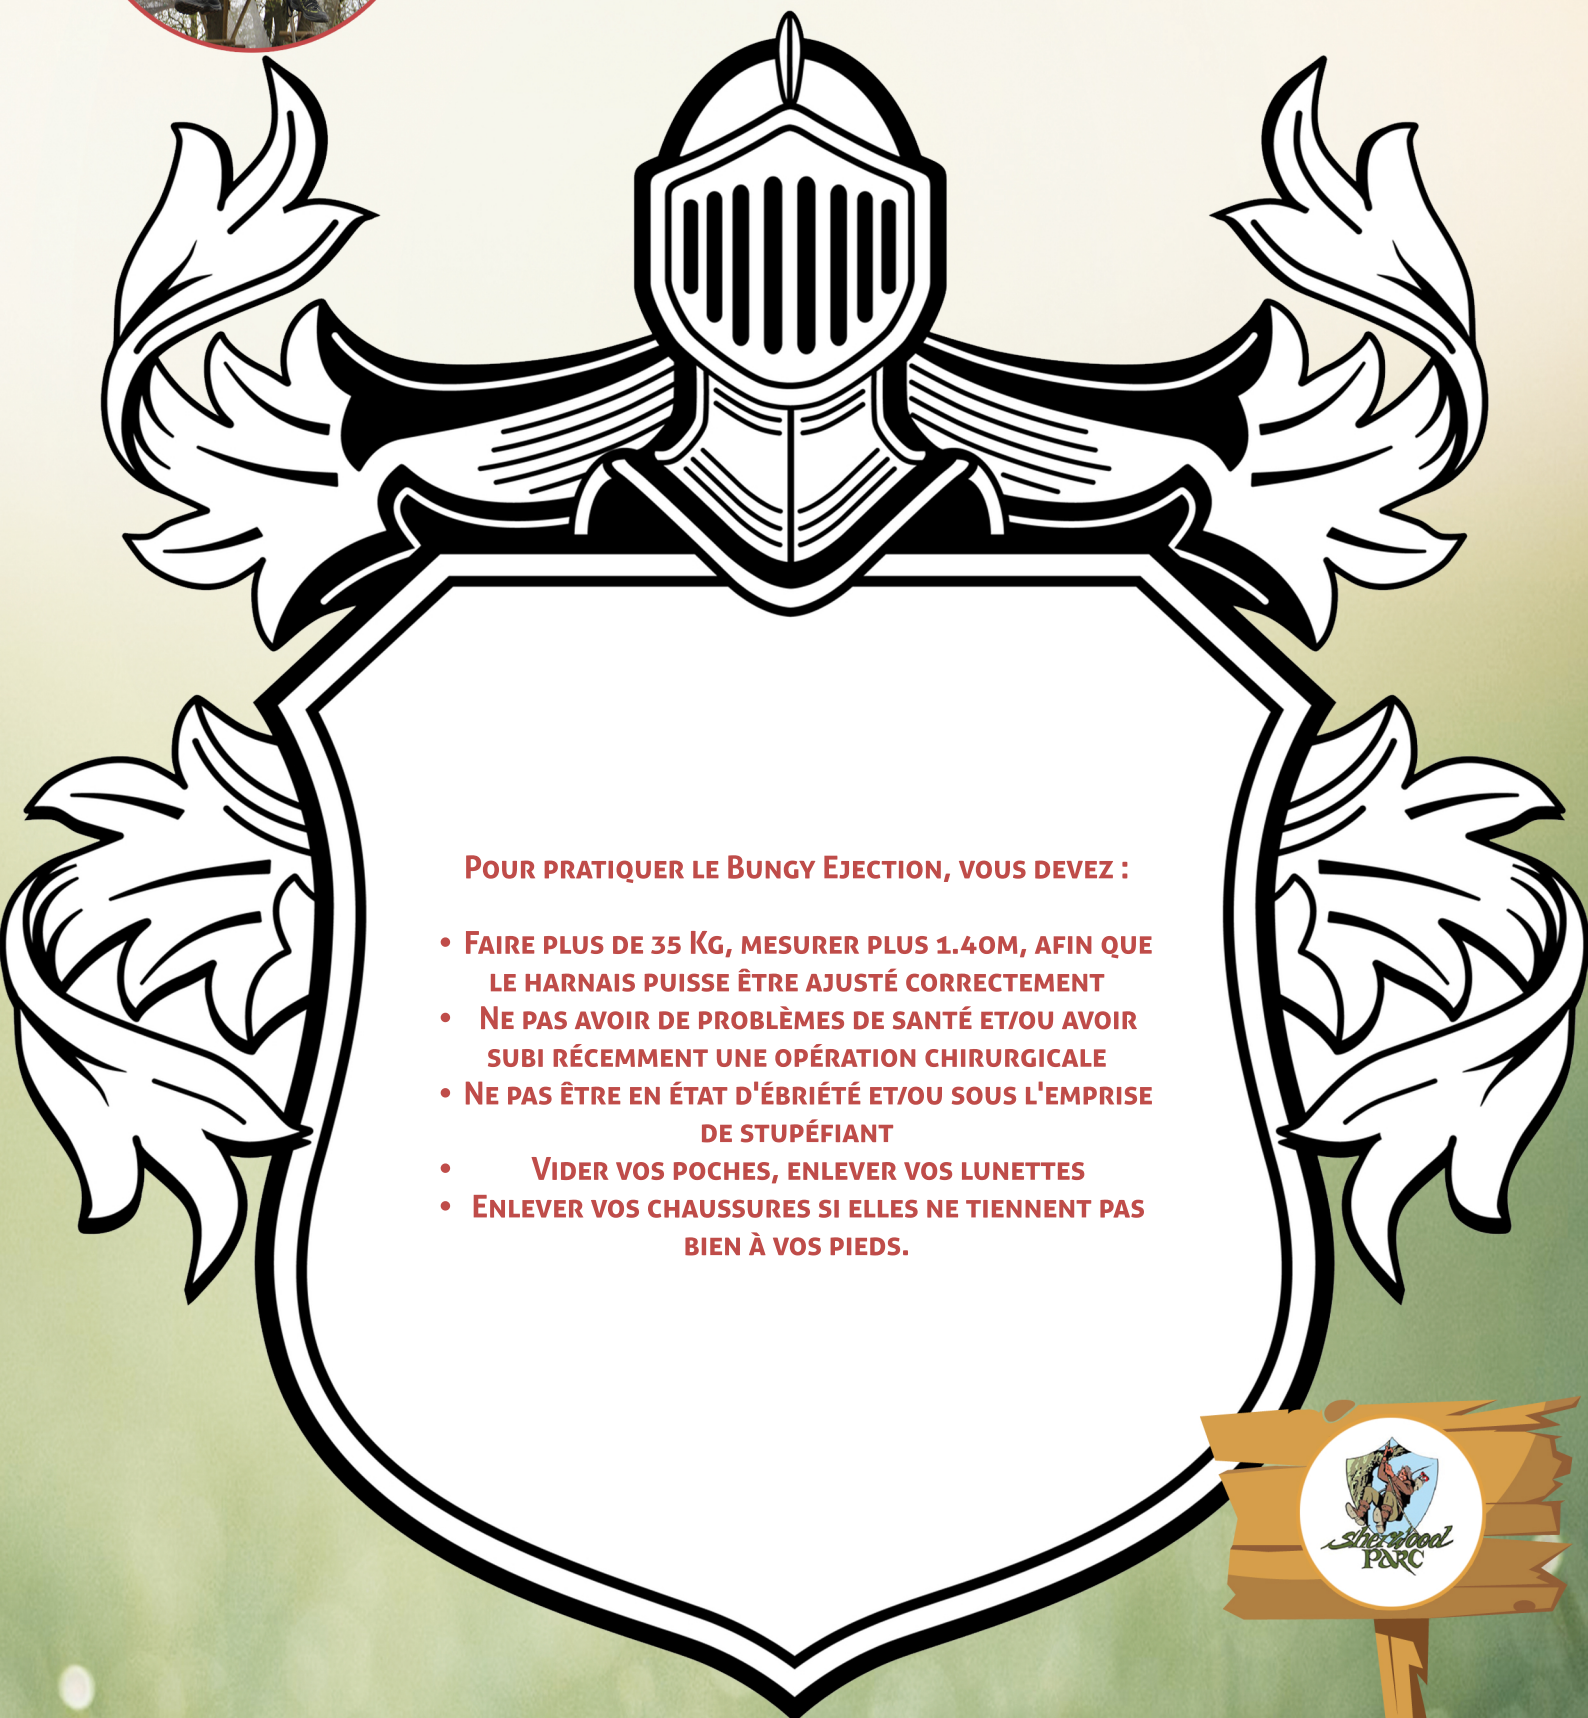 Pour pratiquer le Bungy Ejection, vous devez :
• Faire plus de 35 Kg, mesurer plus 1.40m, afin que
le harnais puisse être ajusté correctement
• Ne pas avoir de problèmes de santé et/ou avoir
subi récemment une opération chirurgicale
• Ne pas être en état d'ébriété et/ou sous l'emprise
de stupéfiant
• Vider vos poches, enlever vos lunettes
• Enlever vos chaussures si elles ne tiennent pas
bien à vos pieds.
Sherwood
PARC